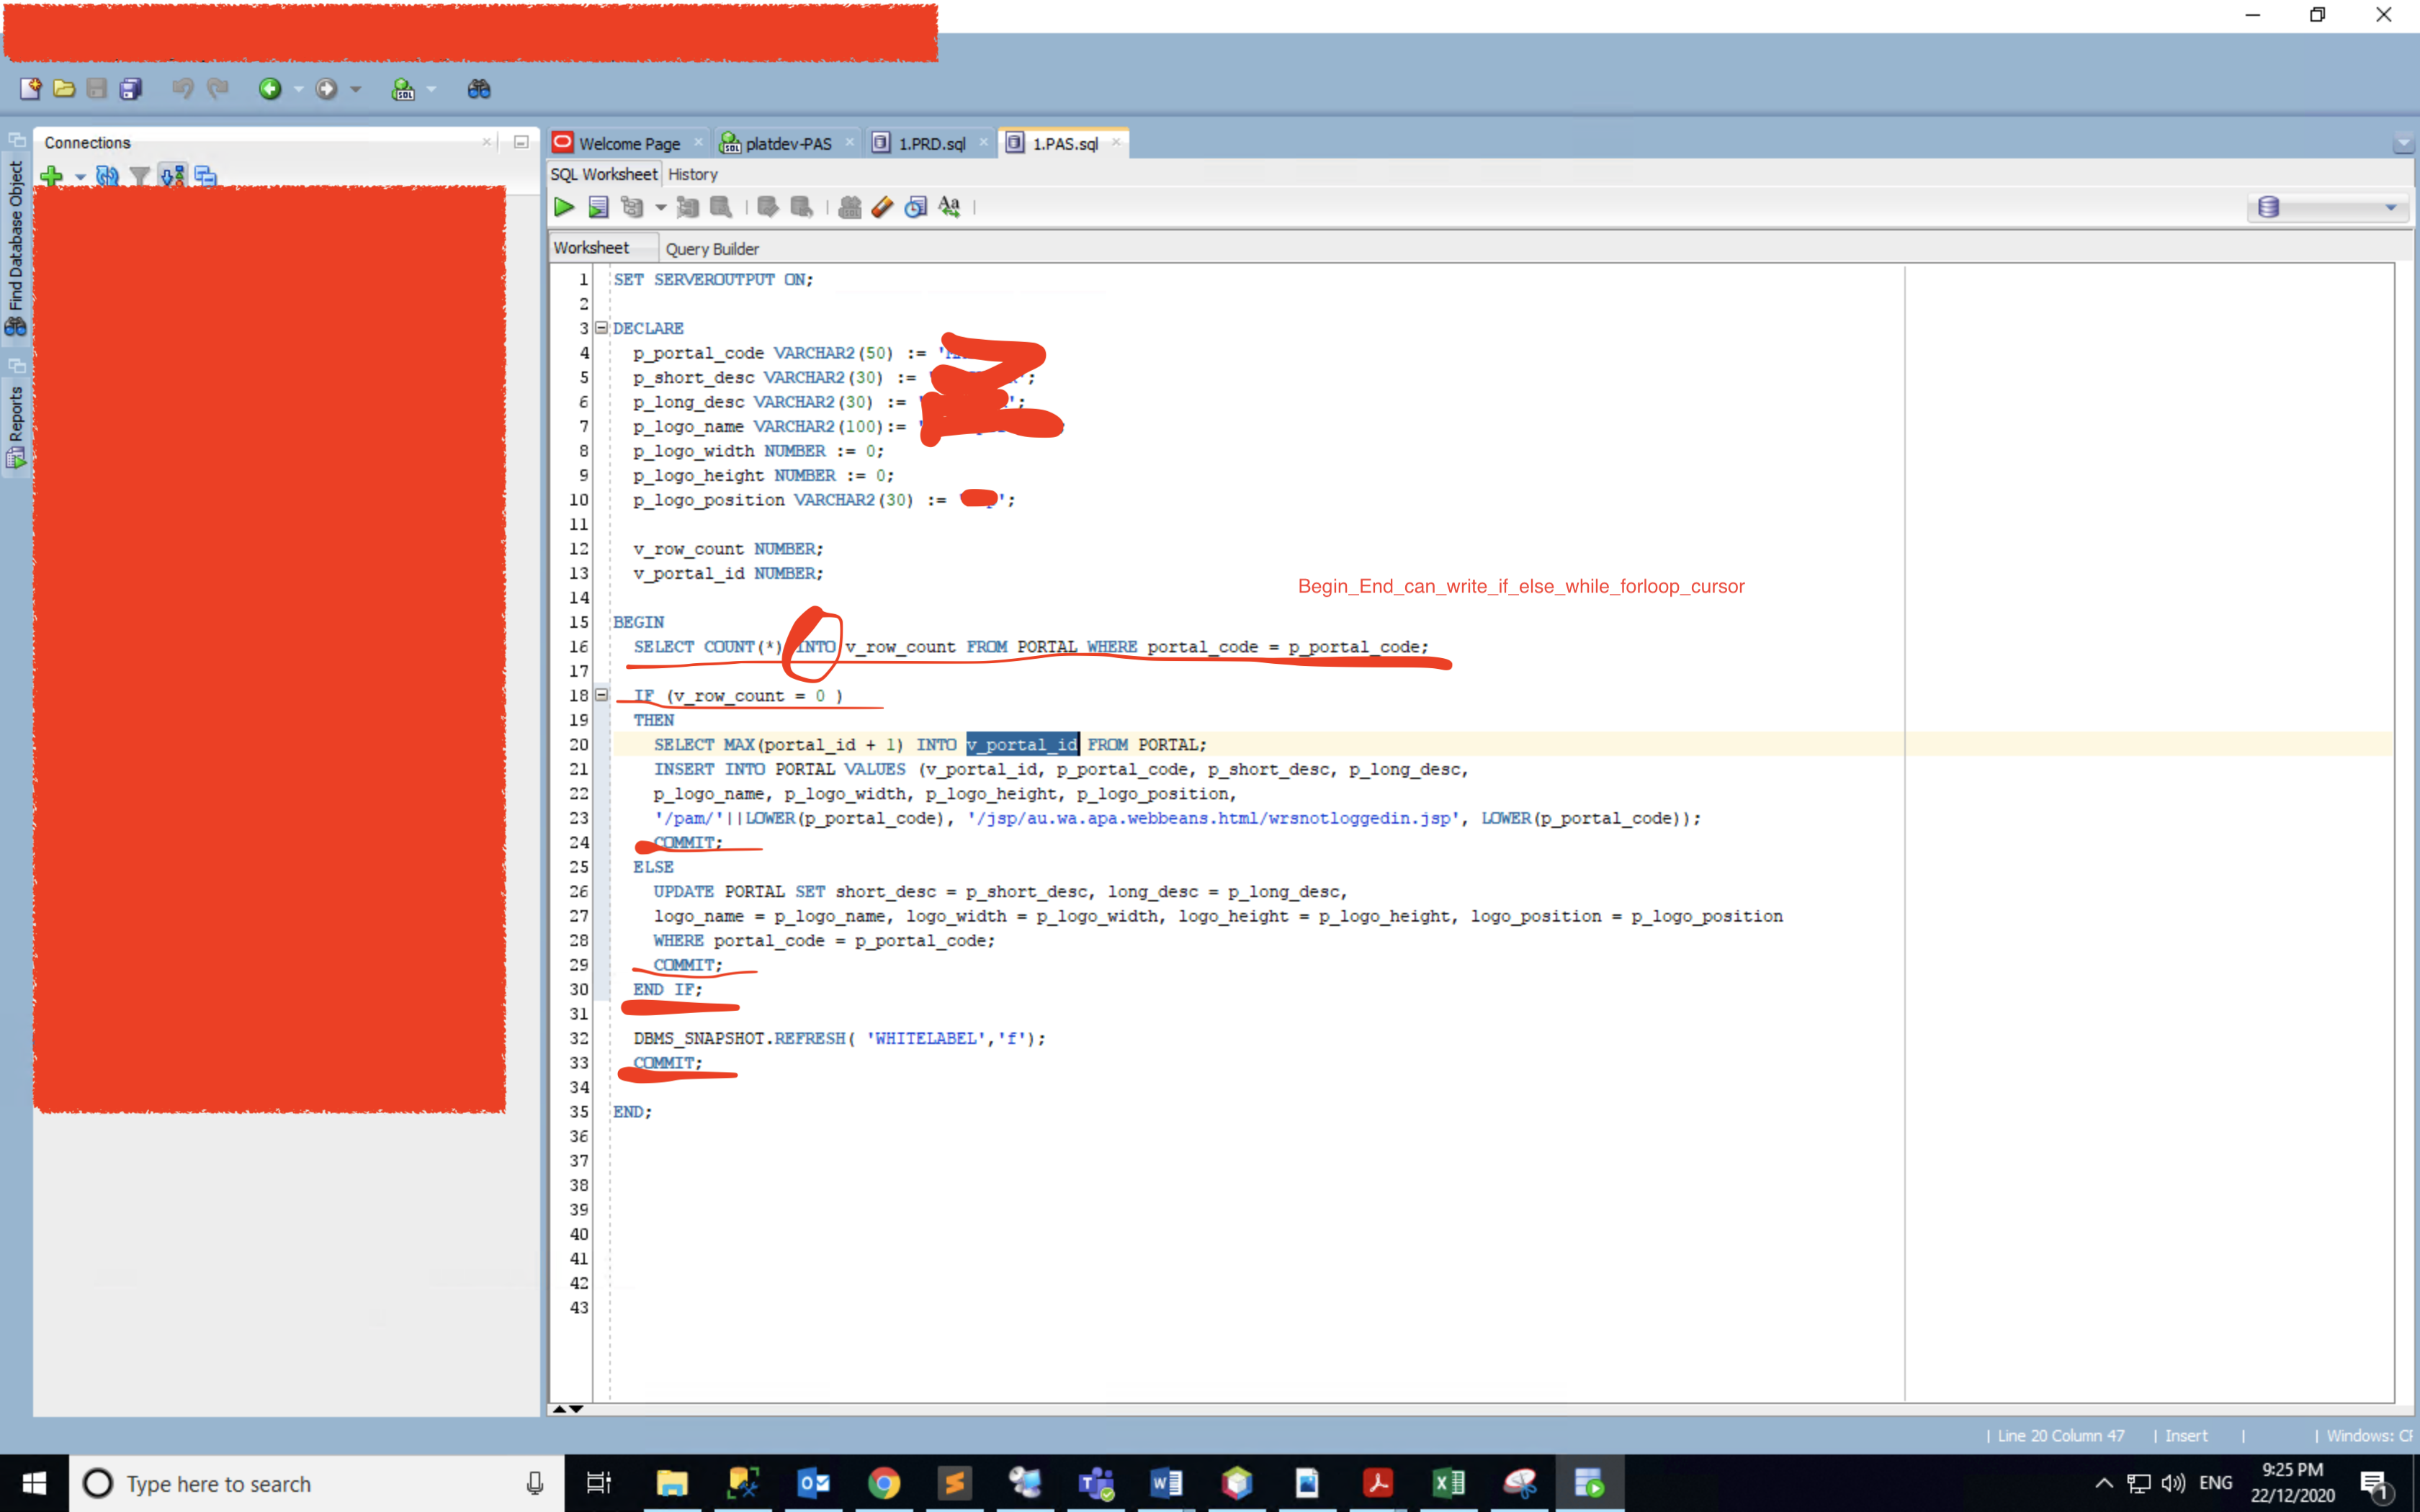 Connections
Welcome Page
platdev-PAS
1.PRD.sql
1.PAS.sql
SQL Worksheet
History
Find Database Object
Reports
Worksheet
Query Builder
1 SET SERVEROUTPUT ON;
2
3 DECLARE
4 p_portal_code VARCHAR2(50) := '
5 p_short_desc VARCHAR2(30) := ';
6 p_long_desc VARCHAR2(30) := ';
7 p_logo_name VARCHAR2(100):= '
8 p_logo_width NUMBER := 0;
9 p_logo_height NUMBER := 0;
10 p_logo_position VARCHAR2(30) := ';
11
12 v_row_count NUMBER;
13 v_portal_id NUMBER;
Begin_End_can_write_if_else_while_forloop_cursor
14
15 BEGIN
16 SELECT COUNT(*) INTO v_row_count FROM PORTAL WHERE portal_code = p_portal_code;
17
18 IF (v_row_count = 0 )
19 THEN
20 SELECT MAX(portal_id + 1) INTO v_portal_id FROM PORTAL;
21 INSERT INTO PORTAL VALUES (v_portal_id, p_portal_code, p_short_desc, p_long_desc,
22 p_logo_name, p_logo_width, p_logo_height, p_logo_position,
23 '/pam/'||LOWER(p_portal_code), '/jsp/au.wa.apa.webbeans.html/wrsnotloggedin.jsp', LOWER(p_portal_code));
24 COMMIT;
25 ELSE
26 UPDATE PORTAL SET short_desc = p_short_desc, long_desc = p_long_desc,
27 logo_name = p_logo_name, logo_width = p_logo_width, logo_height = p_logo_height, logo_position = p_logo_position
28 WHERE portal_code = p_portal_code;
29 COMMIT;
30 END IF;
31
32 DBMS_SNAPSHOT.REFRESH( 'WHITELABEL','f');
33 COMMIT;
34
35 END;
36
37
38
39
40
41
42
43
Line 20 Column 47
Insert
Windows:
Type here to search
ENG
9:25 PM
22/12/2020
1